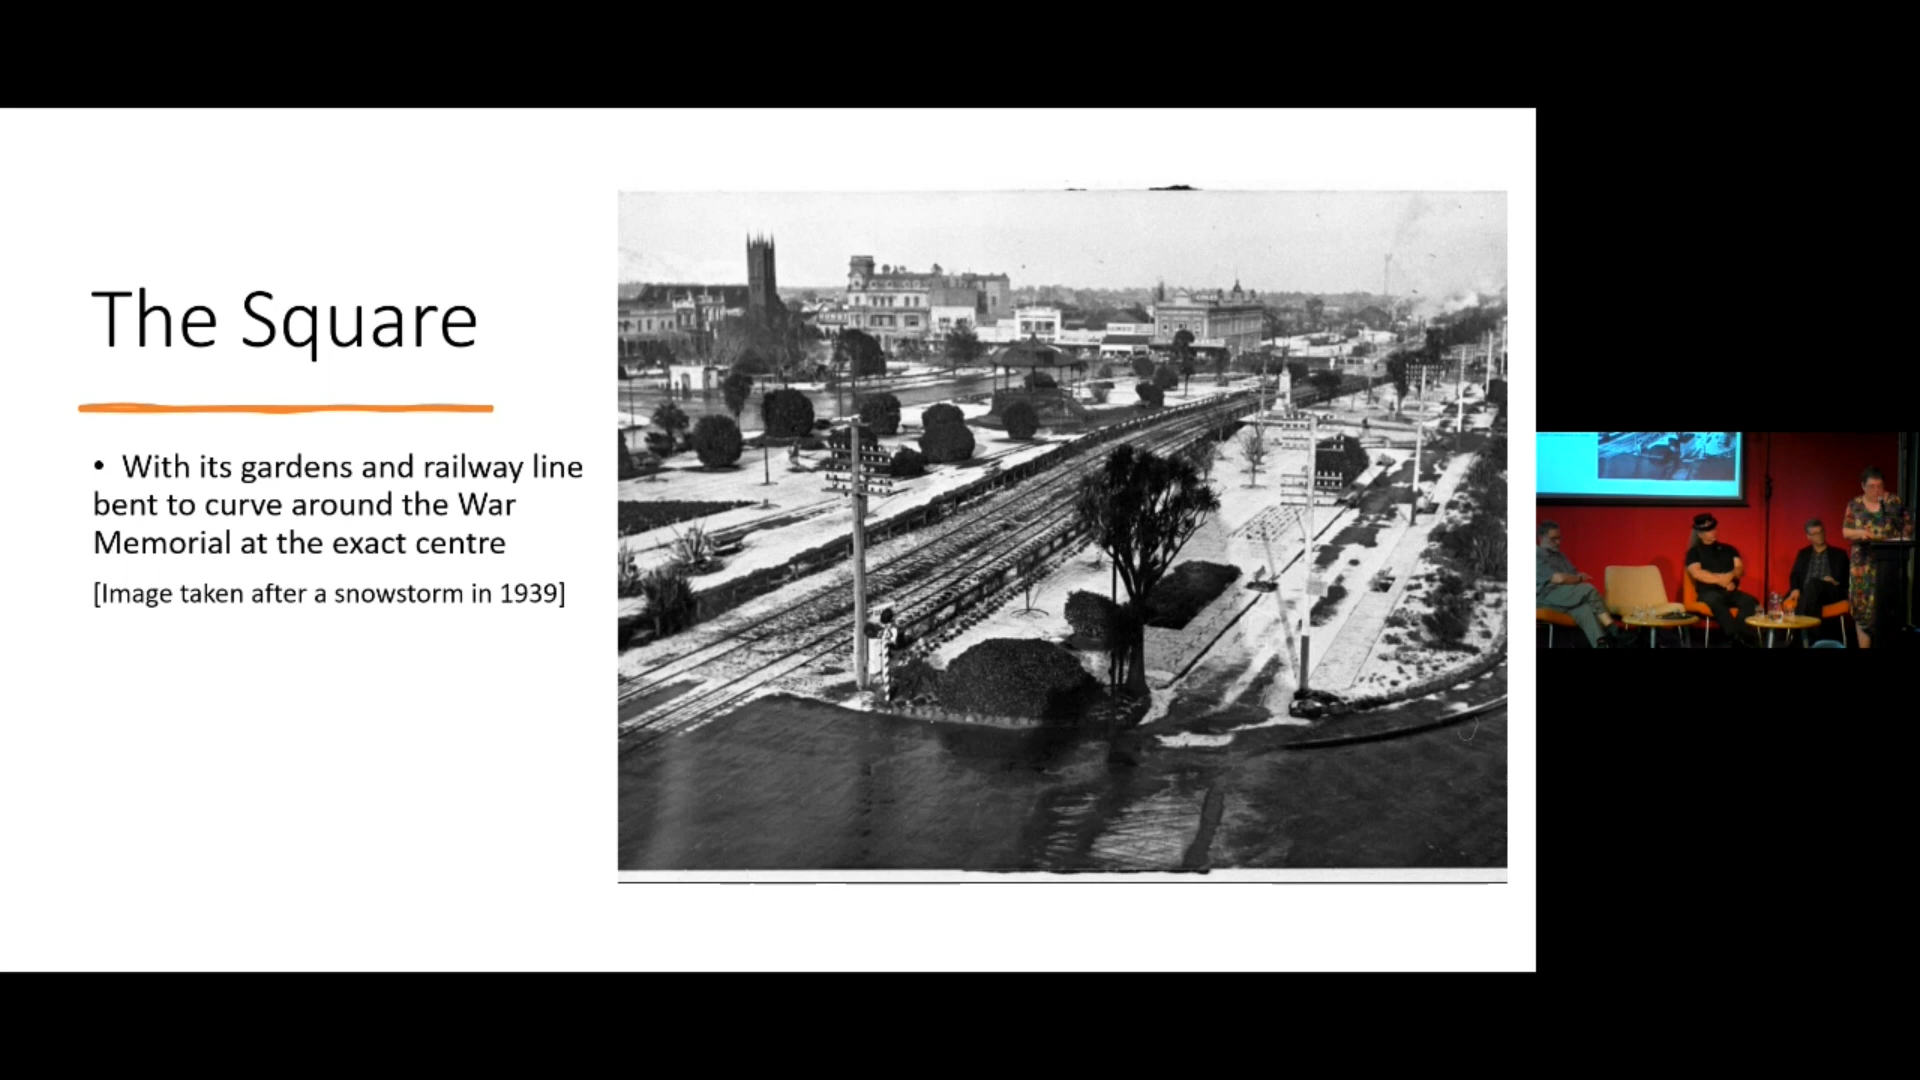 The Square
• With its gardens and railway line
bent to curve around the War
Memorial at the exact centre
[Image taken after a snowstorm in 1939]